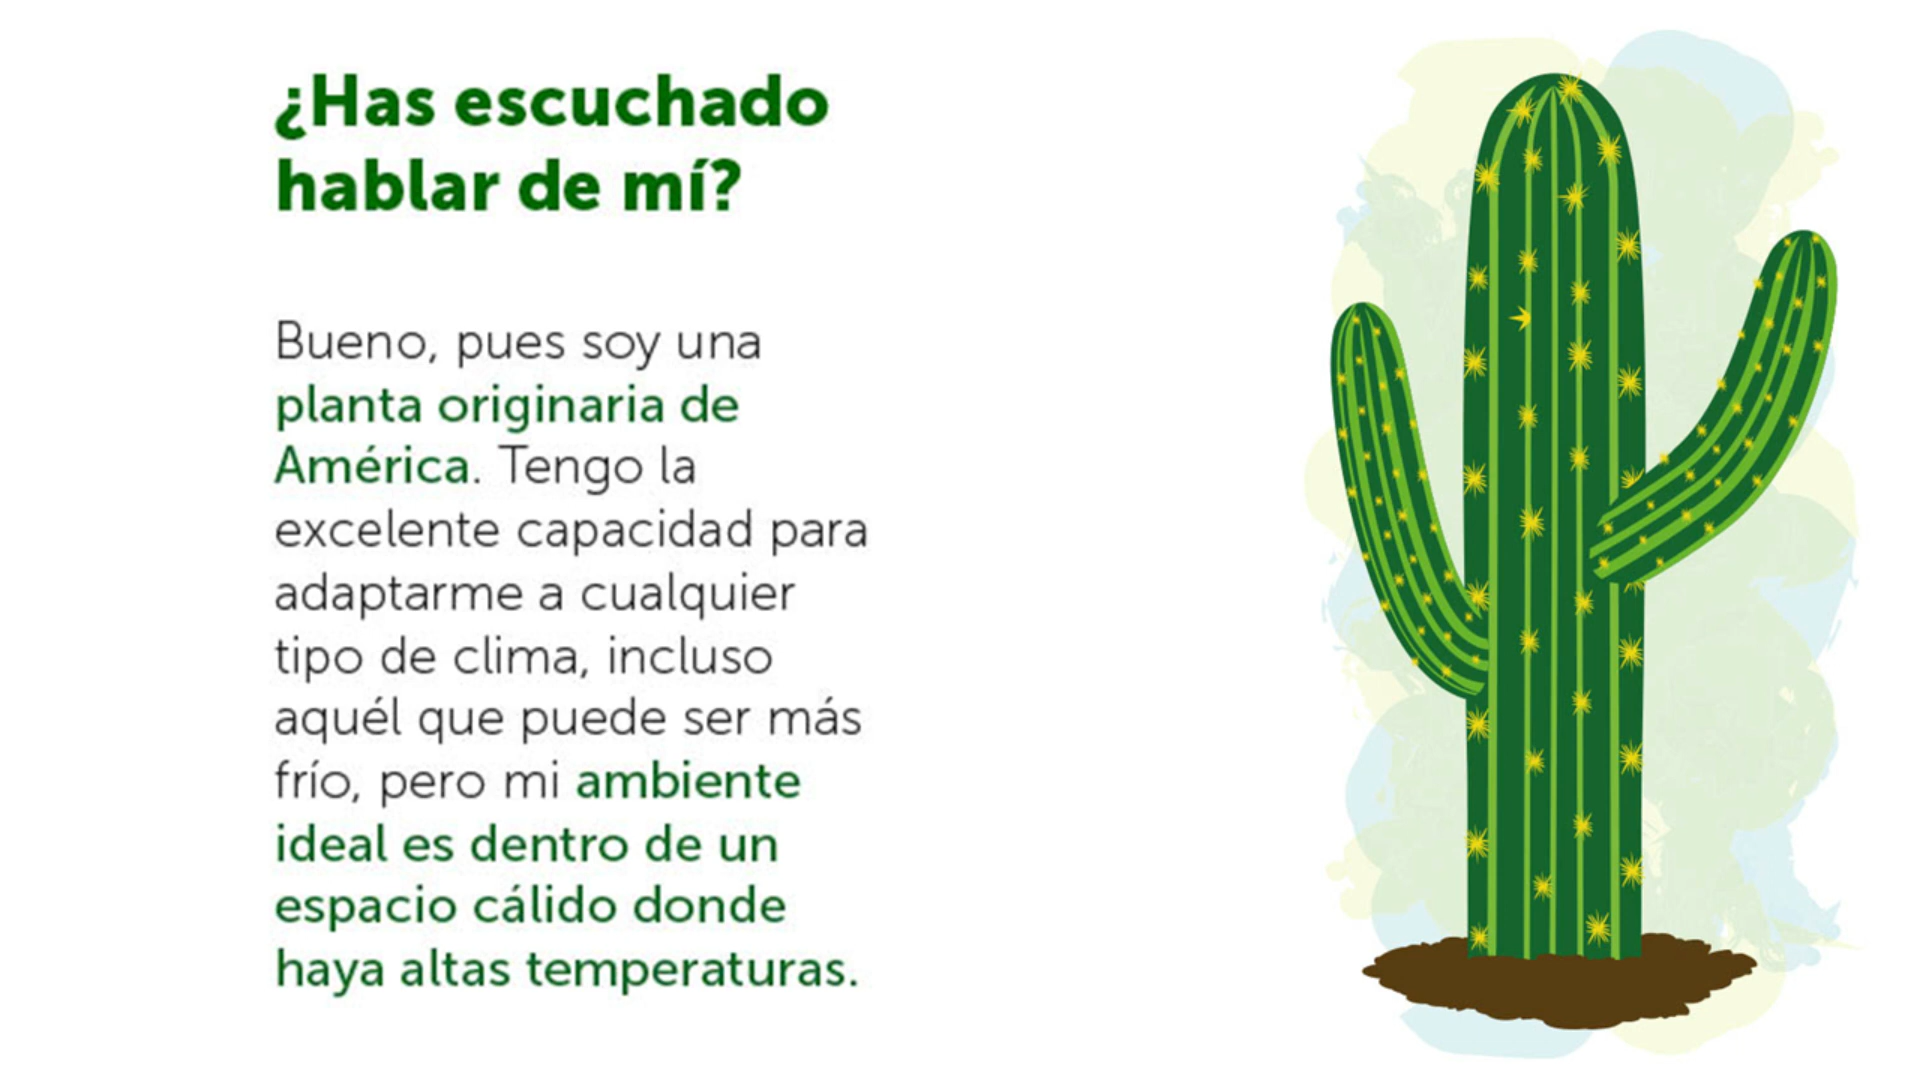 ¿Has escuchado
hablar de mí?
Bueno, pues soy una
planta originaria de
América. Tengo la
excelente capacidad para
adaptarme a cualquier
tipo de clima, incluso
aquél que puede ser más
frío, pero mi ambiente
ideal es dentro de un
espacio cálido donde
haya altas temperaturas.